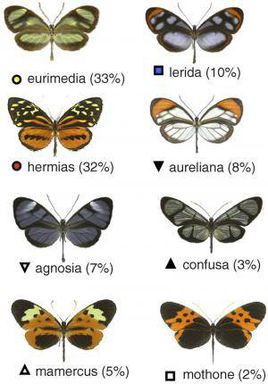 eurimedia (33%)
lerida (10%)
hermias (32%)
aureliana (8%)
agnosia (7%)
confusa (3%)
mamercus (5%)
mothone (2%)